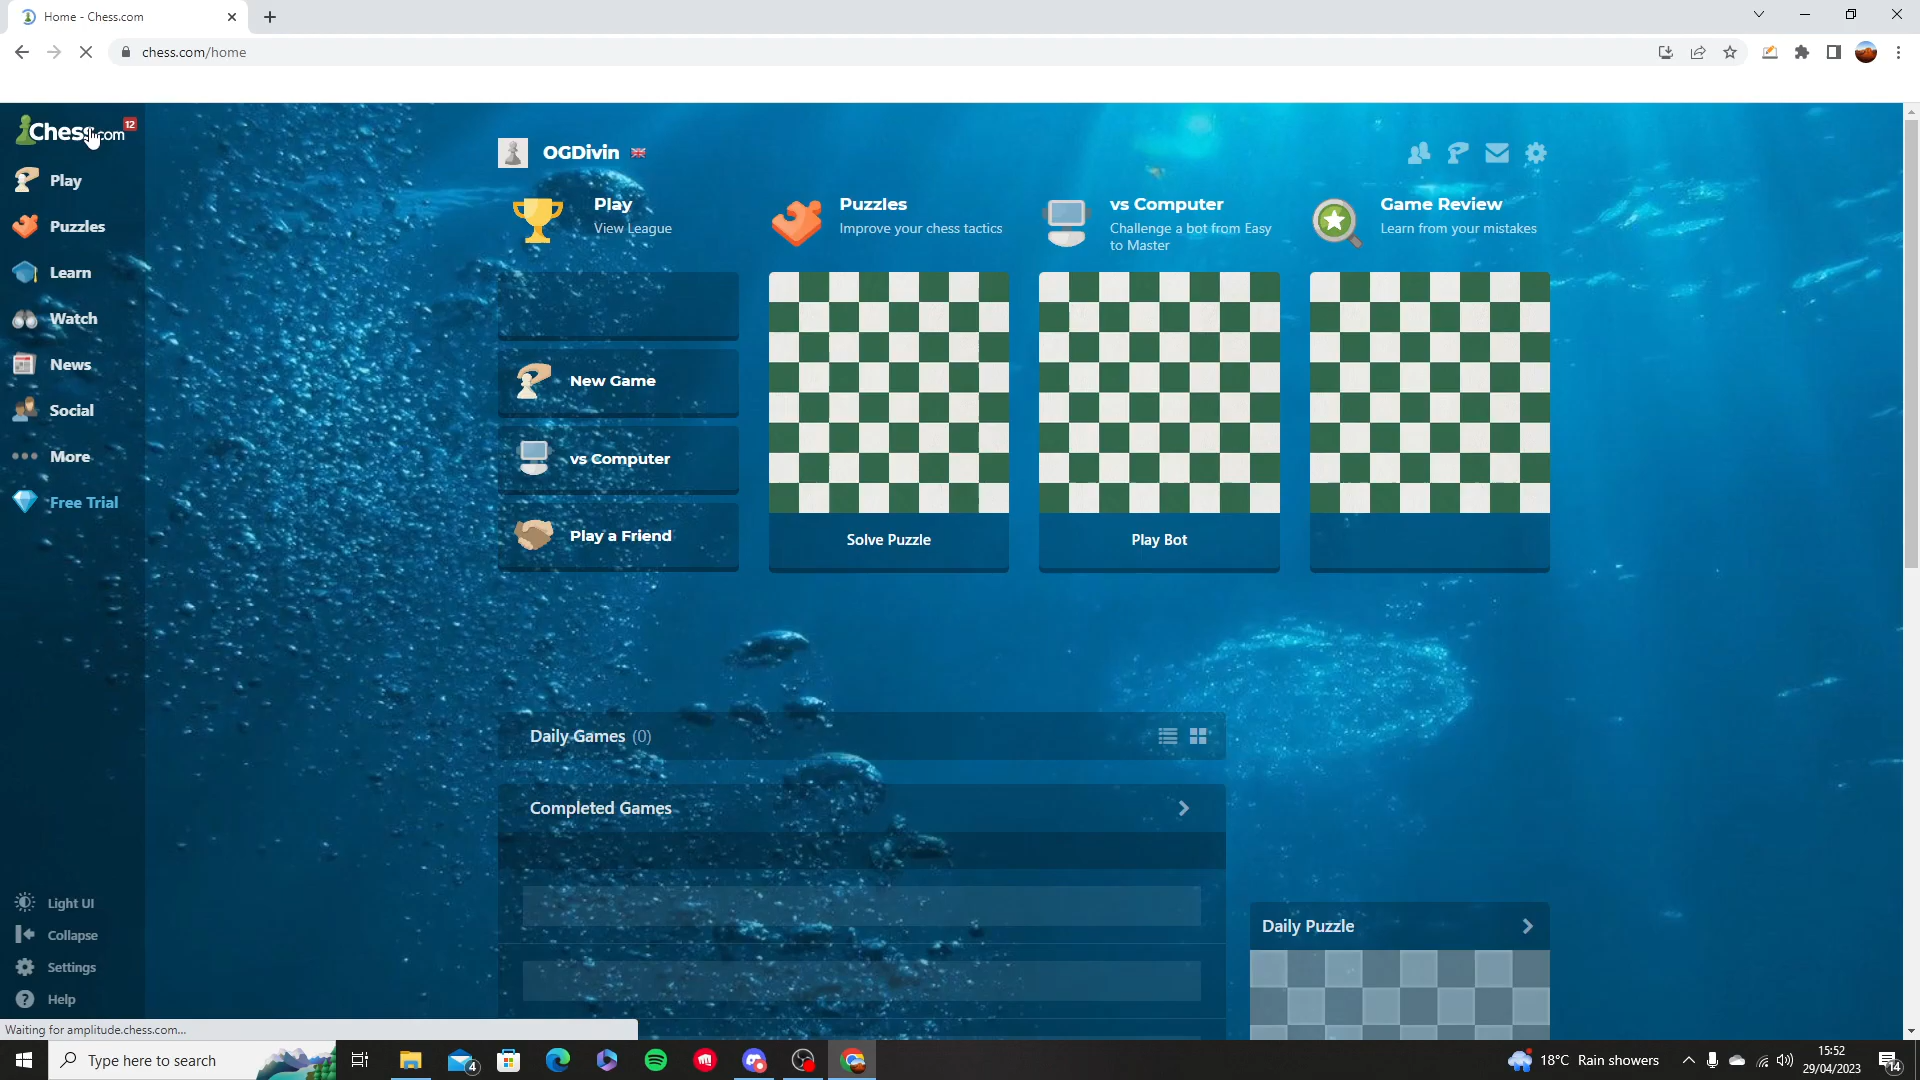 Home - Chess.com
chess.com/home
Chess.com 12
Play
Puzzles
Learn
Watch
News
Social
More
Free Trial
Light UI
Collapse
Settings
Help
OGDivin
Play
View League
New Game
vs Computer
Play a Friend
Puzzles
Improve your chess tactics
Solve Puzzle
vs Computer
Challenge a bot from Easy
to Master
Play Bot
Game Review
Learn from your mistakes
Daily Games (0)
Completed Games
Daily Puzzle
Waiting for amplitude.chess.com...
Type here to search
4
18°C Rain showers
15:52
29/04/2023
14